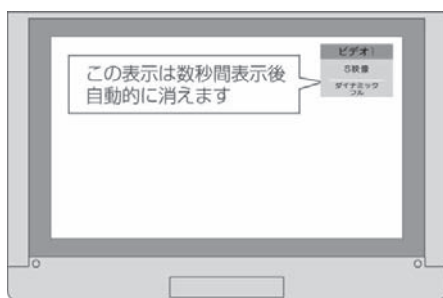 この表示は数秒間表示後
自動的に消えます
ビデオ1
S映像
ダイナミック
フル